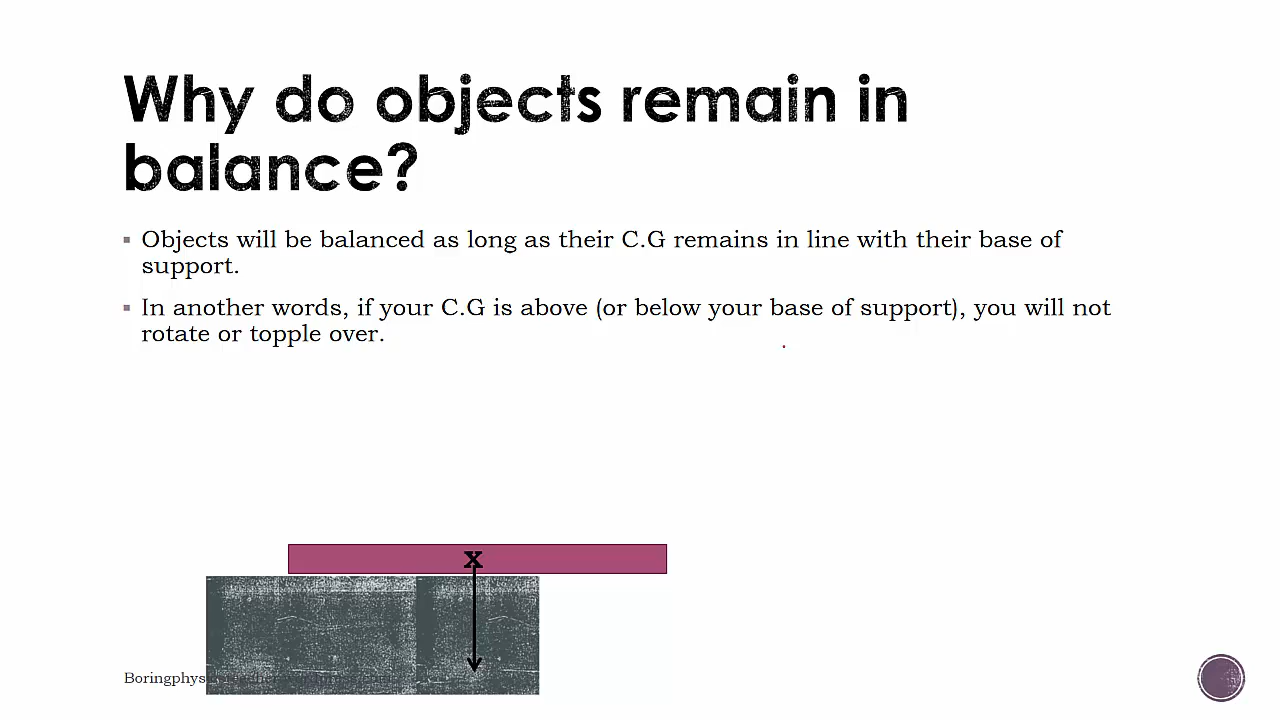 Why do objects remain in
balance?
Objects will be balanced as long as their C.G remains in line with their base of
support.
In another words, if your C.G is above (or below your base of support), you will not
rotate or topple over.
X